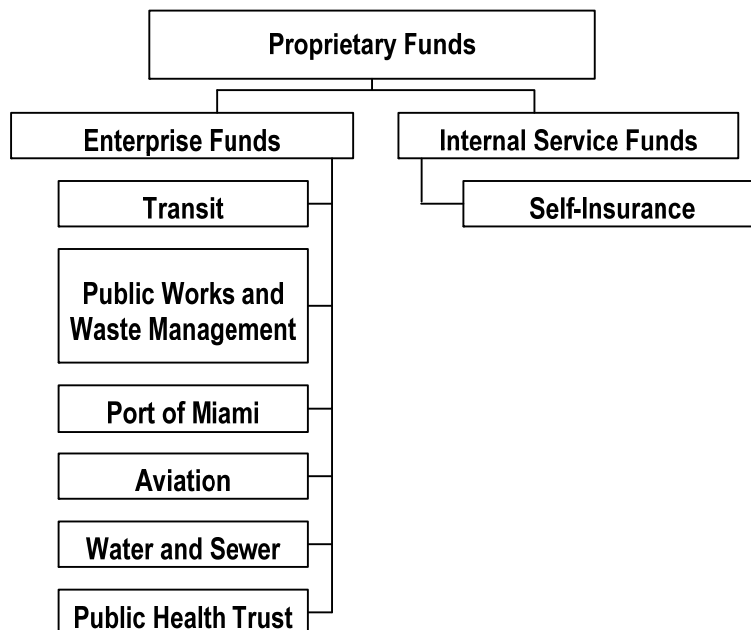 Proprietary Funds
Enterprise Funds
Internal Service Funds
Transit
Self-Insurance
Public Works and
Waste Management
Port of Miami
Aviation
Water and Sewer
Public Health Trust